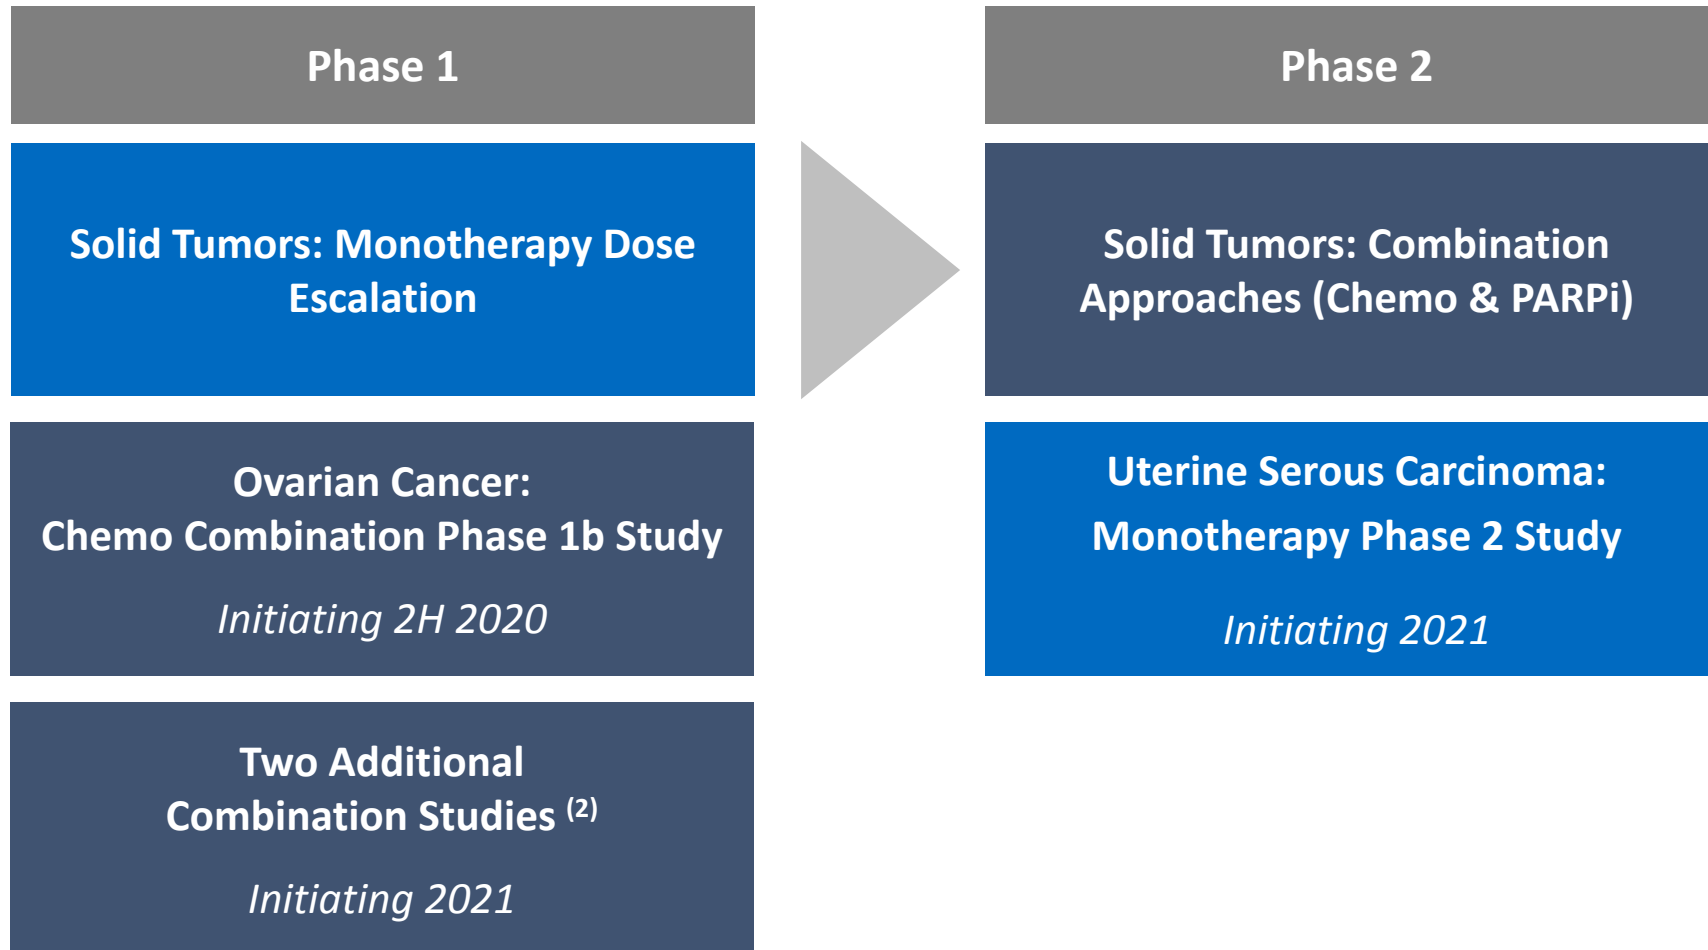 Phase 1
Solid Tumors: Monotherapy Dose
Escalation
Ovarian Cancer:
Chemo Combination Phase 1b Study
Initiating 2H 2020
Two Additional
Combination Studies (2)
Initiating 2021
Phase 2
Solid Tumors: Combination
Approaches (Chemo & PARPi)
Uterine Serous Carcinoma:
Monotherapy Phase 2 Study
Initiating 2021